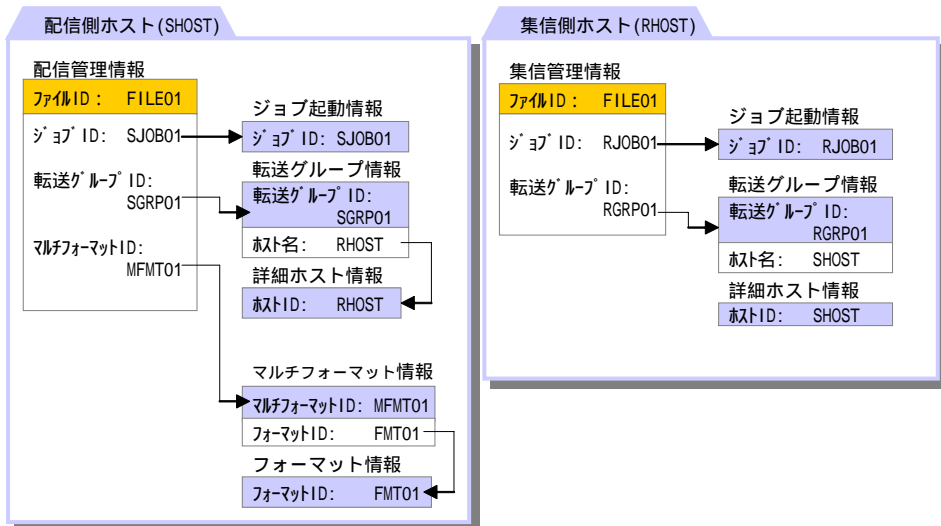 配信側ホスト(SHOST)
配信管理情報
ファイルID: FILE01
ジョブID: SJOB01
転送グループID:
SGRP01
マルチフォーマットID:
MFMT01
ジョブ起動情報
ジョブID: SJOB01
転送グループ情報
転送グループID:
SGRP01
ホスト名: RHOST
詳細ホスト情報
ホストID: RHOST
マルチフォーマット情報
マルチフォーマットID: MFMT01
フォーマットID: FMT01
フォーマット情報
フォーマットID: FMT01
集信側ホスト(RHOST)
集信管理情報
ファイルID: FILE01
ジョブID: RJOB01
転送グループID:
RGRP01
ジョブ起動情報
ジョブID: RJOB01
転送グループ情報
転送グループID:
RGRP01
ホスト名: SHOST
詳細ホスト情報
ホストID: SHOST